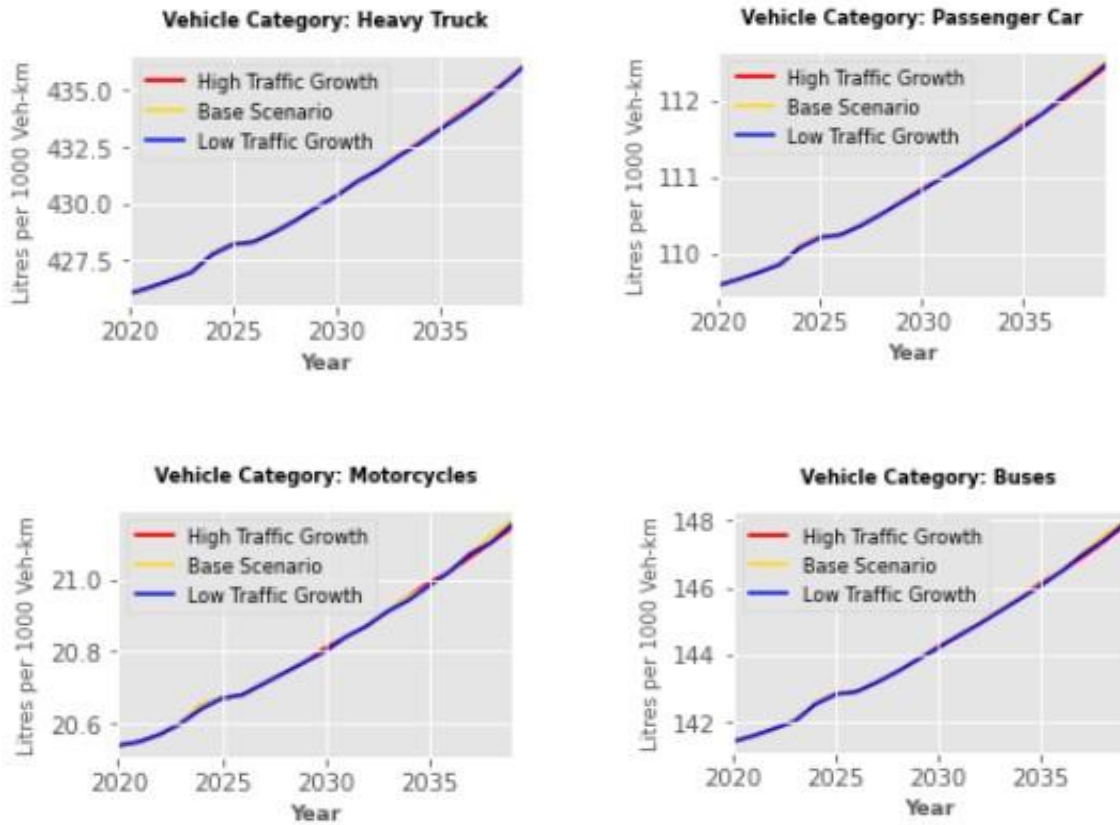 Vehicle Category: Heavy Truck
Litres per 1000 Veh-km
435.0
432.5
430.0
427.5
High Traffic Growth
Base Scenario
Low Traffic Growth
2020 2025 2030 2035
Year
Vehicle Category: Passenger Car
Litres per 1000 Veh-km
112
111
110
High Traffic Growth
Base Scenario
Low Traffic Growth
2020 2025 2030 2035
Year
Vehicle Category: Motorcycles
Litres per 1000 Veh-km
21.0
20.8
20.6
High Traffic Growth
Base Scenario
Low Traffic Growth
2020 2025 2030 2035
Year
Vehicle Category: Buses
Litres per 1000 Veh-km
148
146
144
142
High Traffic Growth
Base Scenario
Low Traffic Growth
2020 2025 2030 2035
Year